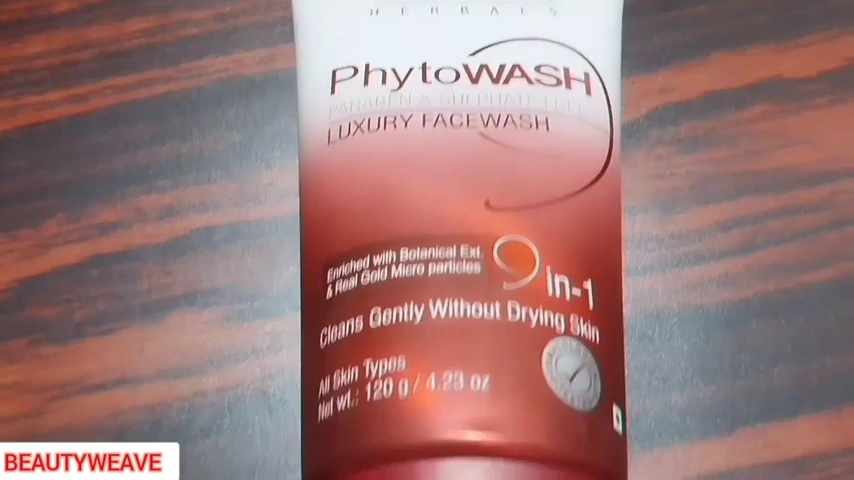 HERBALS
PhytoWASH
PARABEN & SULPHATE FREE
LUXURY FACEWASH
Enriched with Botanical Ext.
& Real Gold Micro particles
9 in-1
Cleans Gently Without Drying Skin
All Skin Types
Net wt.: 120 g / 4.23 oz
BEAUTYWEAVE